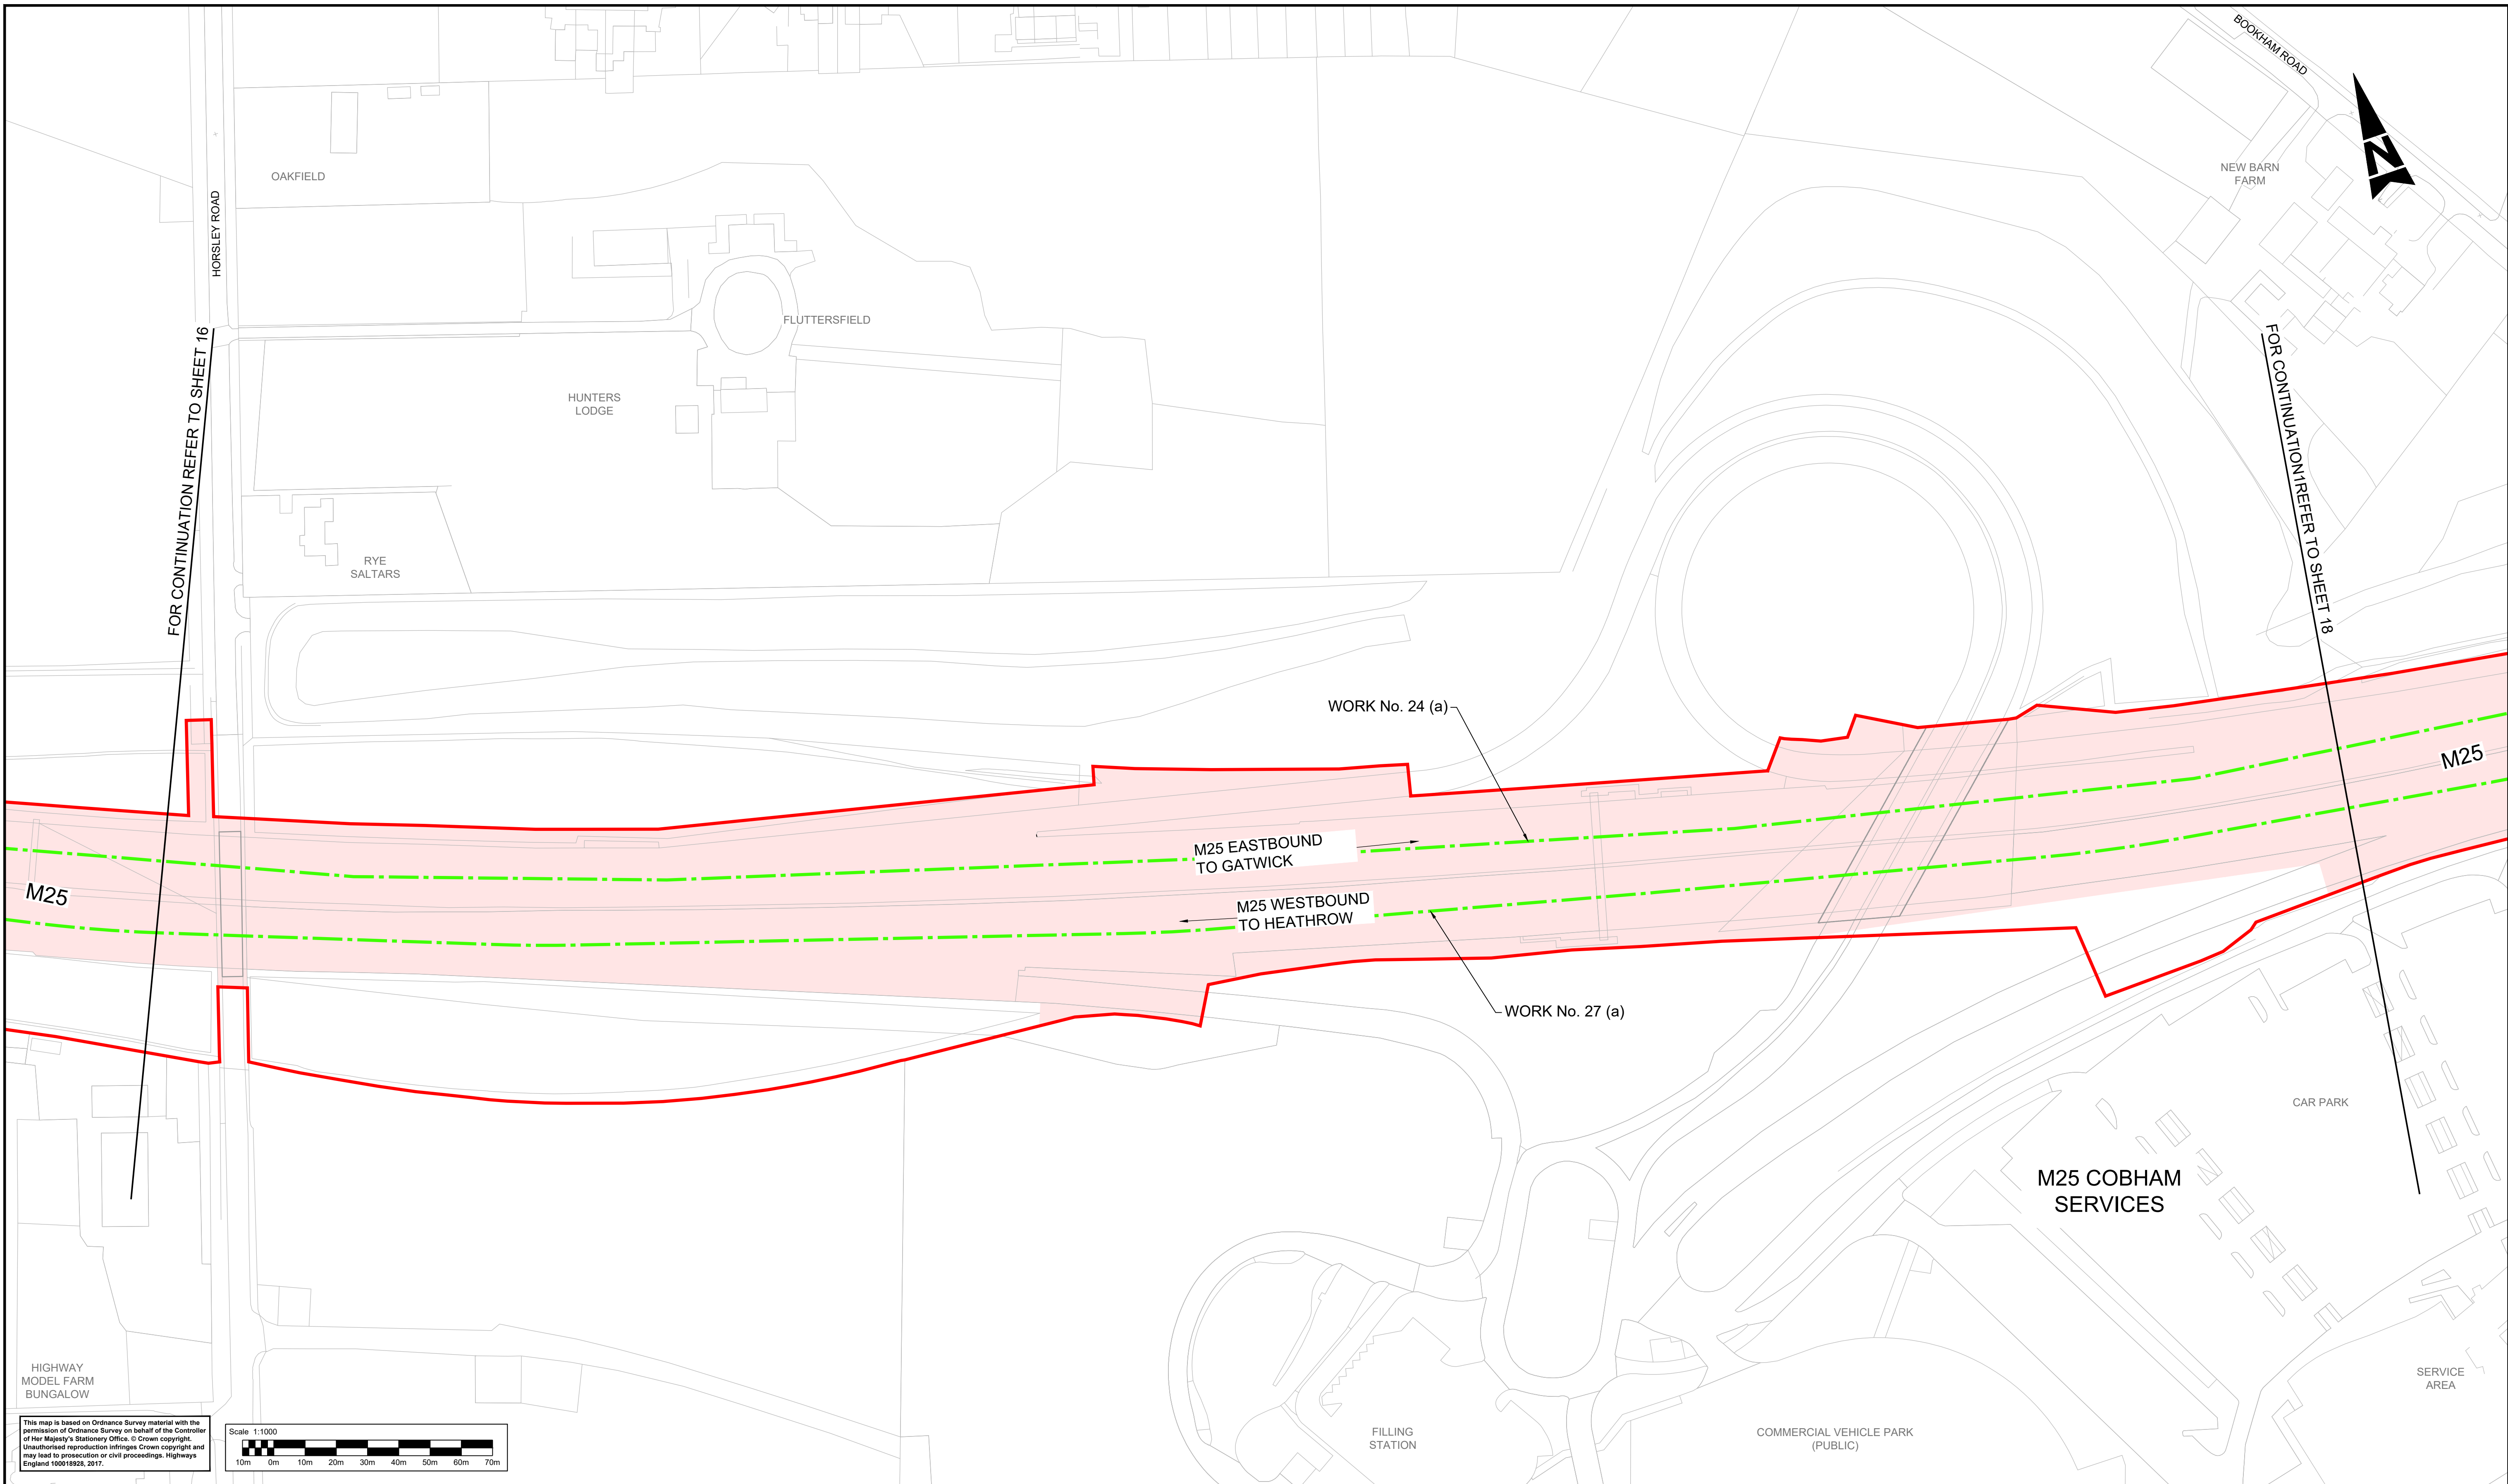 BOOKHAM ROAD
N
NEW BARN
FARM
OAKFIELD
HORSLEY ROAD
FLUTTERSFIELD
FOR CONTINUATION REFER TO SHEET 16
FOR CONTINUATION1REFER TO SHEET 18
HUNTERS
LODGE
RYE
SALTARS
WORK No. 24 (a)
M25
M25 EASTBOUND
TO GATWICK
M25
M25 WESTBOUND
TO HEATHROW
WORK No. 27 (a)
CAR PARK
M25 COBHAM
SERVICES
HIGHWAY
MODEL FARM
BUNGALOW
SERVICE
AREA
FILLING
STATION
COMMERCIAL VEHICLE PARK
(PUBLIC)
This map is based on Ordnance Survey material with the
permission of Ordnance Survey on behalf of the Controller
of Her Majesty's Stationery Office. © Crown copyright.
Unauthorised reproduction infringes Crown copyright and
may lead to prosecution or civil proceedings. Highways
England 100018928, 2017.
Scale 1:1000
10m 0m 10m 20m 30m 40m 50m 60m 70m